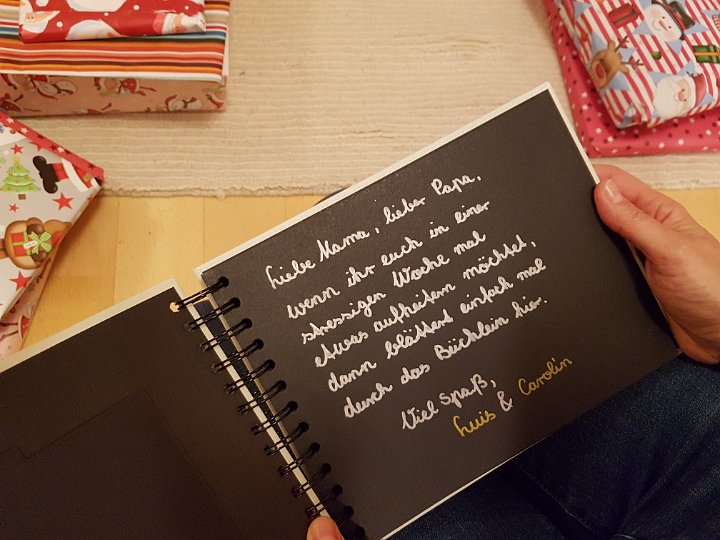 Liebe Mama, lieber Papa,
wenn ihr euch in einer
stressigen Woche mal
etwas aufheitern möchtet,
dann blättert einfach mal
durch das Büchlein hier.
Viel Spaß,
Luis & Carolin